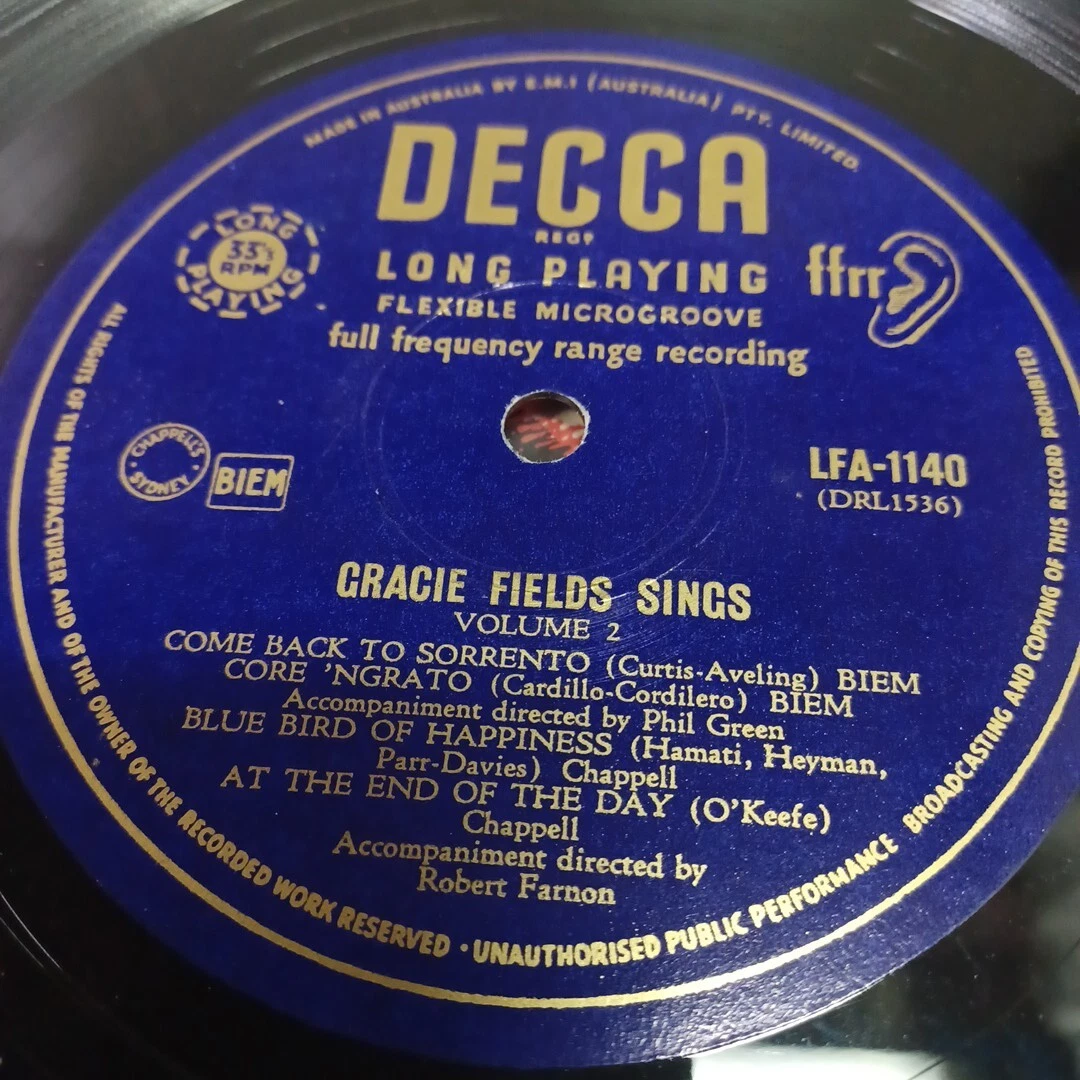 MADE IN AUSTRALIA BY E.M.I (AUSTRALIA) PTY. LIMITED.
DECCA
REGD
LONG PLAYING
FLEXIBLE MICROGROOVE
full frequency range recording
LONG
33⅓
RPM
PLAYING
ffrr
CHAPPELL'S
SYDNEY
BIEM
LFA-1140
(DRL1536)
GRACIE FIELDS SINGS
VOLUME 2
COME BACK TO SORRENTO (Curtis-Aveling) BIEM
CORE 'NGRATO (Cardillo-Cordilero) BIEM
Accompaniment directed by Phil Green
BLUE BIRD OF HAPPINESS (Hamati, Heyman,
Parr-Davies) Chappell
AT THE END OF THE DAY (O'Keefe)
Chappell
Accompaniment directed by
Robert Farnon
ALL RIGHTS OF THE MANUFACTURER AND OF THE OWNER OF THE RECORDED WORK RESERVED · UNAUTHORISED PUBLIC PERFORMANCE BROADCASTING AND COPYING OF THIS RECORD PROHIBITED